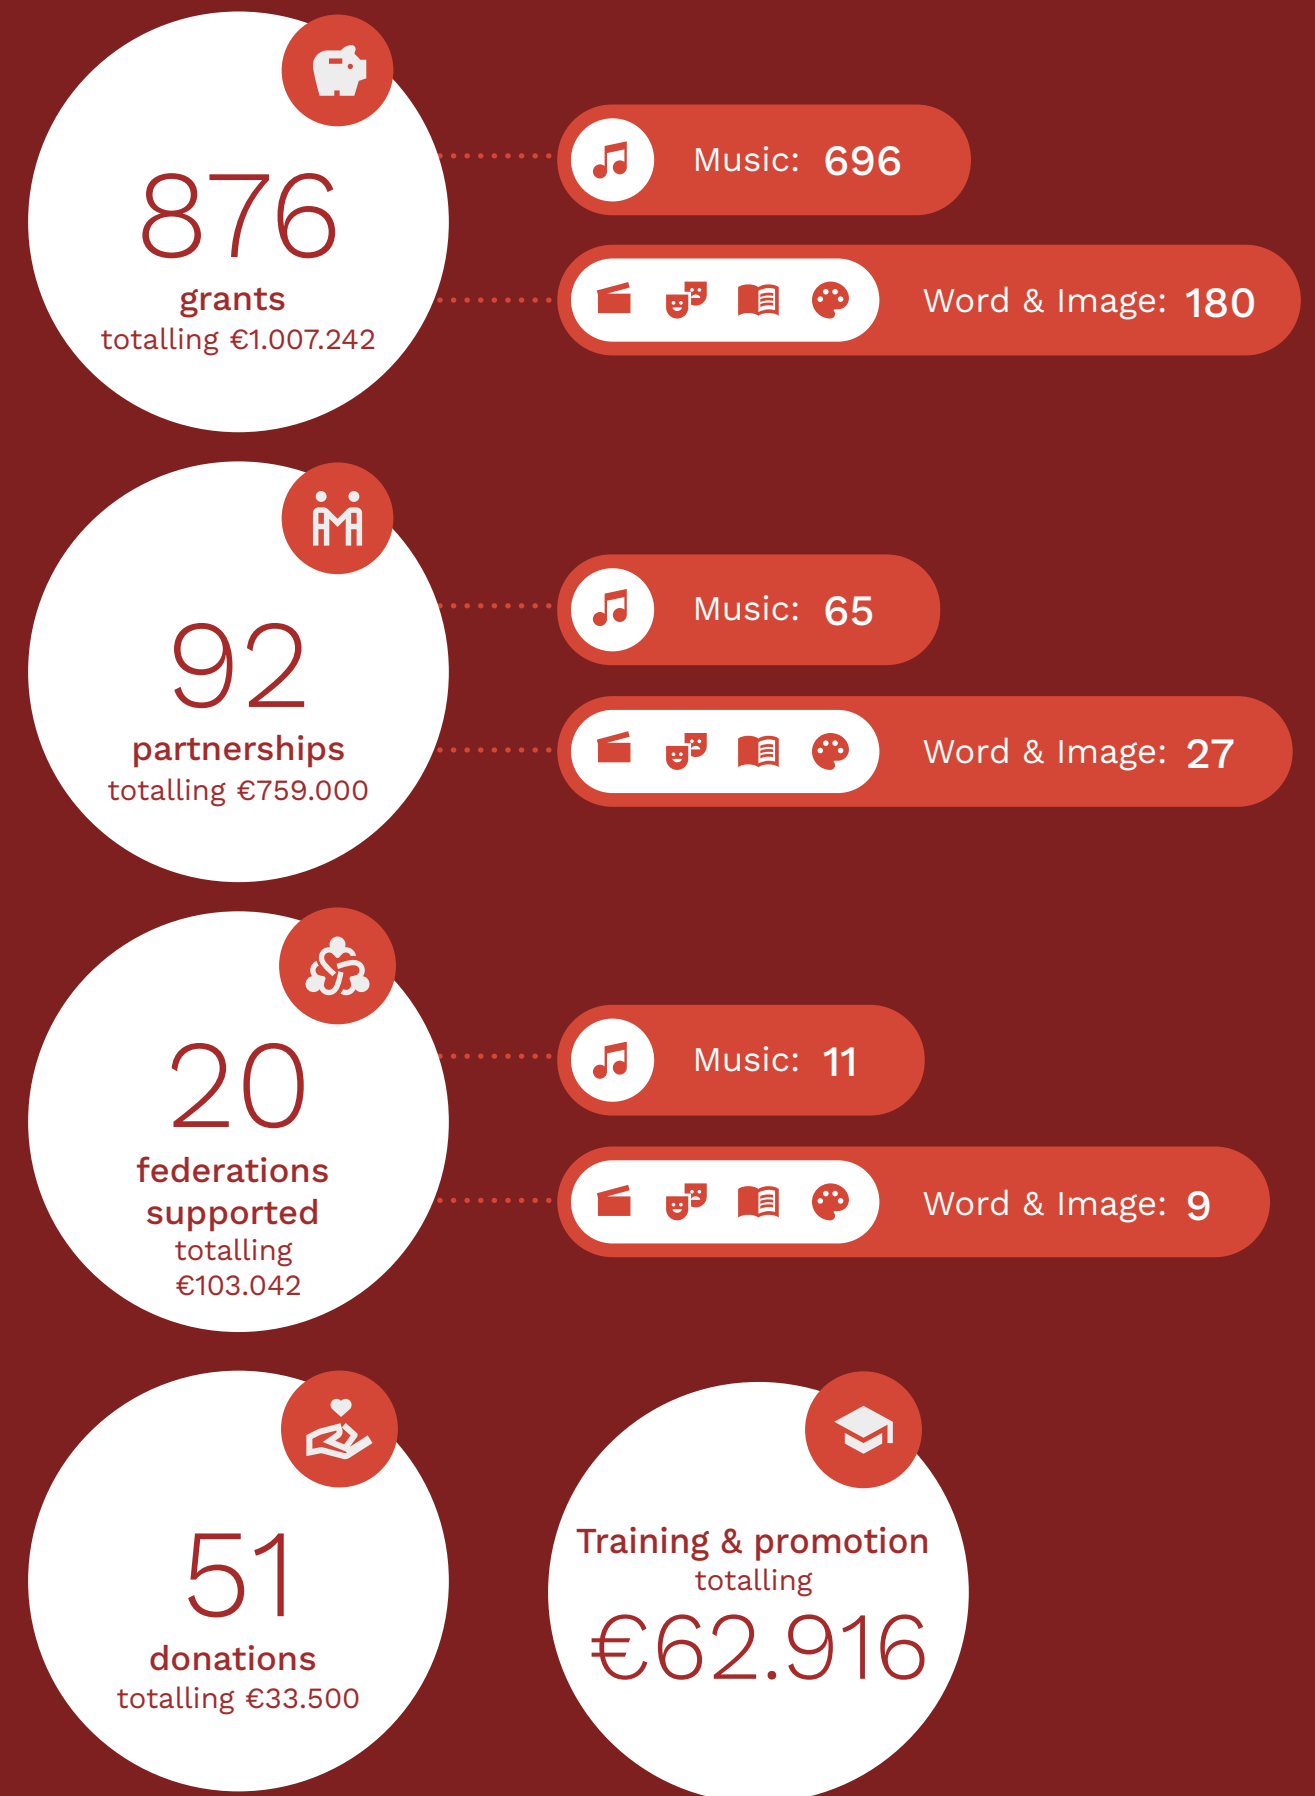 876
grants
totalling €1.007.242
Music: 696
Word & Image: 180
92
partnerships
totalling €759.000
Music: 65
Word & Image: 27
20
federations
supported
totalling
€103.042
Music: 11
Word & Image: 9
51
donations
totalling €33.500
Training & promotion
totalling
€62.916